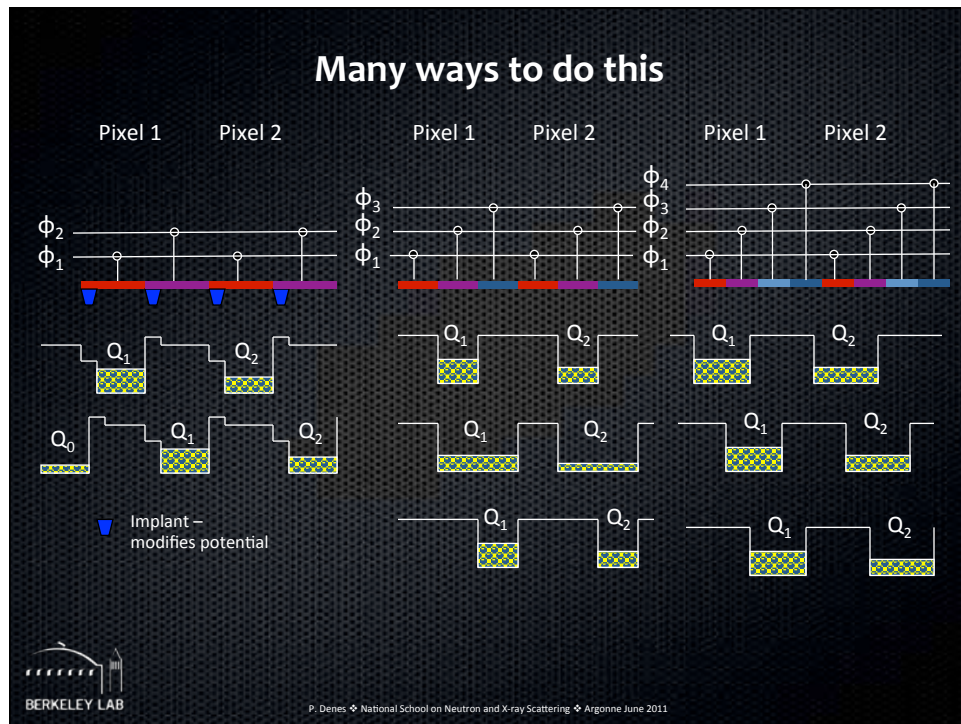 Many ways to do this
Pixel 1 Pixel 2
Pixel 1 Pixel 2
Pixel 1 Pixel 2
ϕ2
ϕ1
ϕ3
ϕ2
ϕ1
ϕ4
ϕ3
ϕ2
ϕ1
Q1 Q2
Q0 Q1 Q2
Q1 Q2
Q1 Q2
Q1 Q2
Q1 Q2
Q1 Q2
Q1 Q2
Implant –
modifies potential
BERKELEY LAB
P. Denes ❖ National School on Neutron and X-ray Scattering ❖ Argonne June 2011